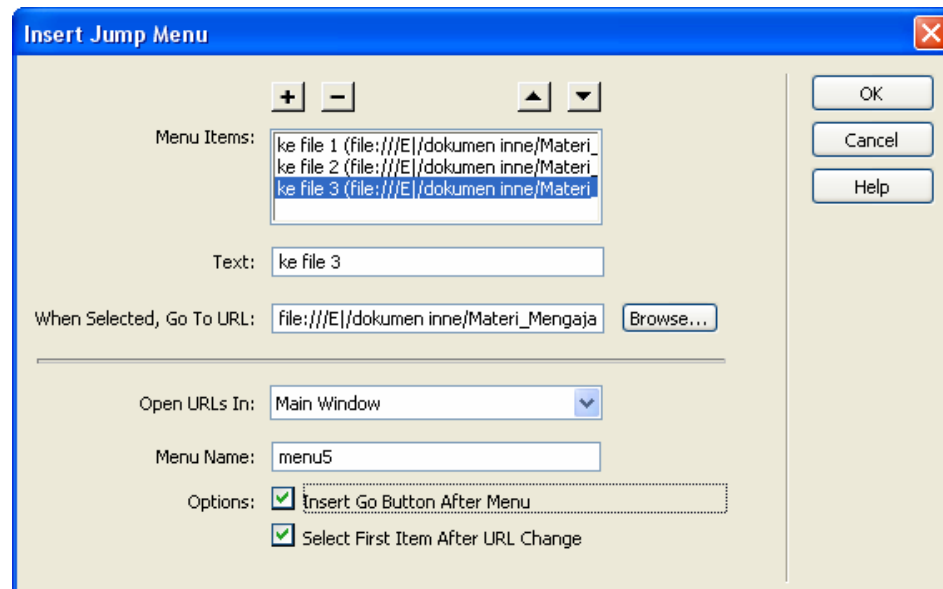 Insert Jump Menu
+ -
Menu Items:
ke file 1 (file:///E|/dokumen inne/Materi_
ke file 2 (file:///E|/dokumen inne/Materi_
ke file 3 (file:///E|/dokumen inne/Materi
Text: ke file 3
When Selected, Go To URL: file:///E|/dokumen inne/Materi_Mengaja Browse...
Open URLs In: Main Window
Menu Name: menu5
Options: Insert Go Button After Menu
Select First Item After URL Change
OK
Cancel
Help